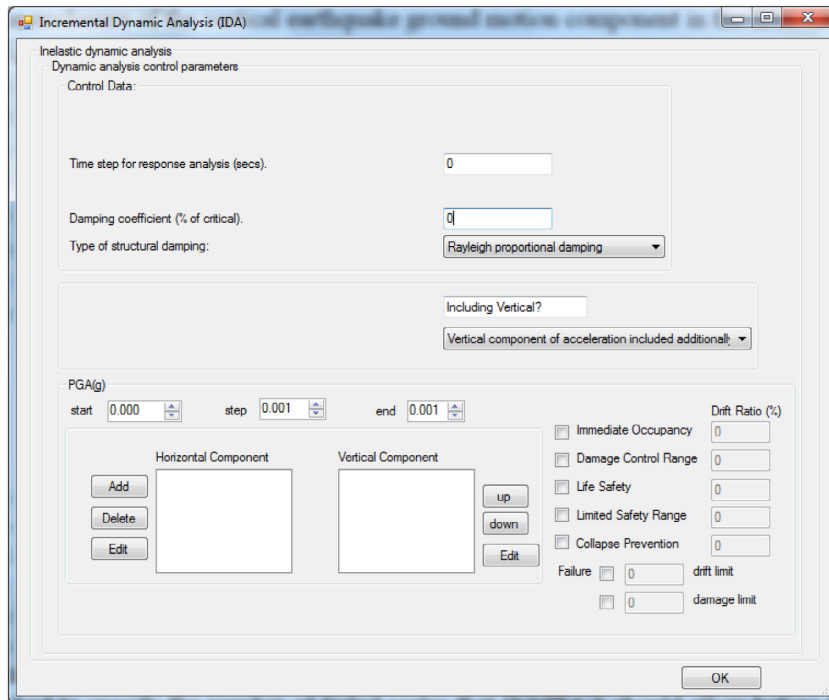 Incremental Dynamic Analysis (IDA)
Inelastic dynamic analysis
Dynamic analysis control parameters
Control Data:
Time step for response analysis (secs).
0
Damping coefficient (% of critical).
0
Type of structural damping:
Rayleigh proportional damping
Including Vertical?
Vertical component of acceleration included additionall
PGA(g)
start 0.000 step 0.001 end 0.001
Drift Ratio (%)
Horizontal Component
Vertical Component
Add
Delete
Edit
up
down
Edit
Immediate Occupancy 0
Damage Control Range 0
Life Safety 0
Limited Safety Range 0
Collapse Prevention 0
Failure 0 drift limit
0 damage limit
OK